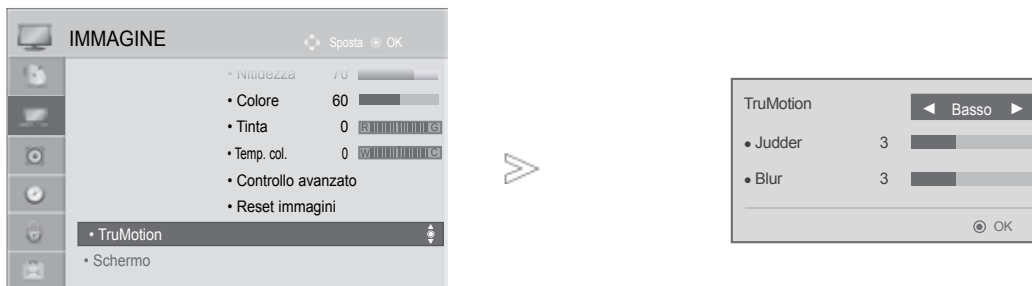 IMMAGINE
Sposta OK
• Nitidezza 70
• Colore 60
• Tinta 0 R G
• Temp. col. 0 W C
• Controllo avanzato
• Reset immagini
• TruMotion
• Schermo
TruMotion ◄ Basso ►
• Judder 3
• Blur 3
OK